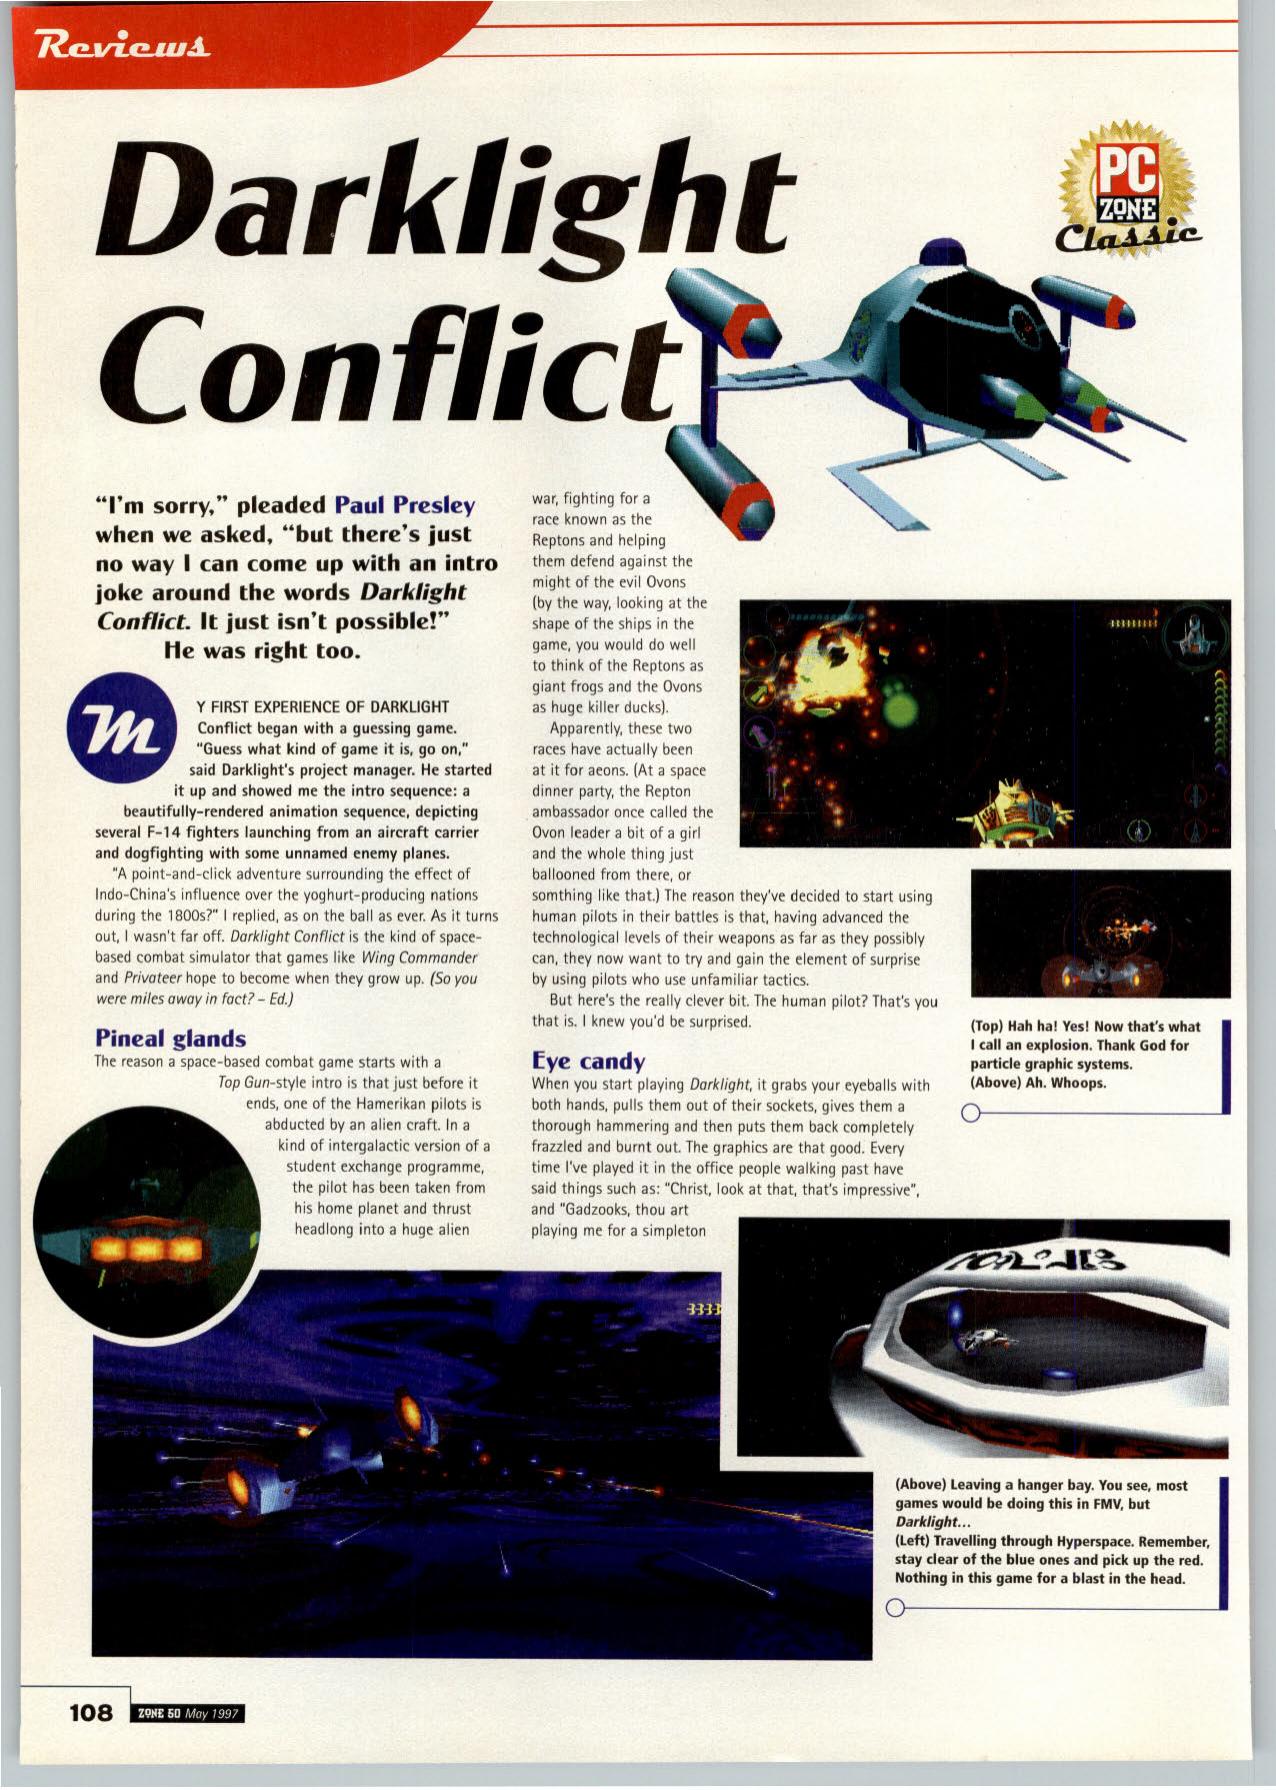 Reviews
Darklight
Conflict
PC
ZONE
Classic
"I'm sorry," pleaded Paul Presley
when we asked, "but there's just
no way I can come up with an intro
joke around the words Darklight
Conflict. It just isn't possible!"
He was right too.
MY FIRST EXPERIENCE OF DARKLIGHT
Conflict began with a guessing game.
"Guess what kind of game it is, go on,"
said Darklight's project manager. He started
it up and showed me the intro sequence: a
beautifully-rendered animation sequence, depicting
several F-14 fighters launching from an aircraft carrier
and dogfighting with some unnamed enemy planes.
"A point-and-click adventure surrounding the effect of
Indo-China's influence over the yoghurt-producing nations
during the 1800s?" I replied, as on the ball as ever. As it turns
out, I wasn't far off. Darklight Conflict is the kind of space-
based combat simulator that games like Wing Commander
and Privateer hope to become when they grow up. (So you
were miles away in fact? – Ed.)
Pineal glands
The reason a space-based combat game starts with a
Top Gun-style intro is that just before it
ends, one of the Hamerikan pilots is
abducted by an alien craft. In a
kind of intergalactic version of a
student exchange programme,
the pilot has been taken from
his home planet and thrust
headlong into a huge alien
war, fighting for a
race known as the
Reptons and helping
them defend against the
might of the evil Ovons
(by the way, looking at the
shape of the ships in the
game, you would do well
to think of the Reptons as
giant frogs and the Ovons
as huge killer ducks).
Apparently, these two
races have actually been
at it for aeons. (At a space
dinner party, the Repton
ambassador once called the
Ovon leader a bit of a girl
and the whole thing just
ballooned from there, or
somthing like that.) The reason they've decided to start using
human pilots in their battles is that, having advanced the
technological levels of their weapons as far as they possibly
can, they now want to try and gain the element of surprise
by using pilots who use unfamiliar tactics.
But here's the really clever bit. The human pilot? That's you
that is. I knew you'd be surprised.
Eye candy
When you start playing Darklight, it grabs your eyeballs with
both hands, pulls them out of their sockets, gives them a
thorough hammering and then puts them back completely
frazzled and burnt out. The graphics are that good. Every
time I've played it in the office people walking past have
said things such as: "Christ, look at that, that's impressive",
and "Gadzooks, thou art
playing me for a simpleton
(Top) Hah ha! Yes! Now that's what
I call an explosion. Thank God for
particle graphic systems.
(Above) Ah. Whoops.
(Above) Leaving a hanger bay. You see, most
games would be doing this in FMV, but
Darklight...
(Left) Travelling through Hyperspace. Remember,
stay clear of the blue ones and pick up the red.
Nothing in this game for a blast in the head.
108
ZONE 50 May 1997